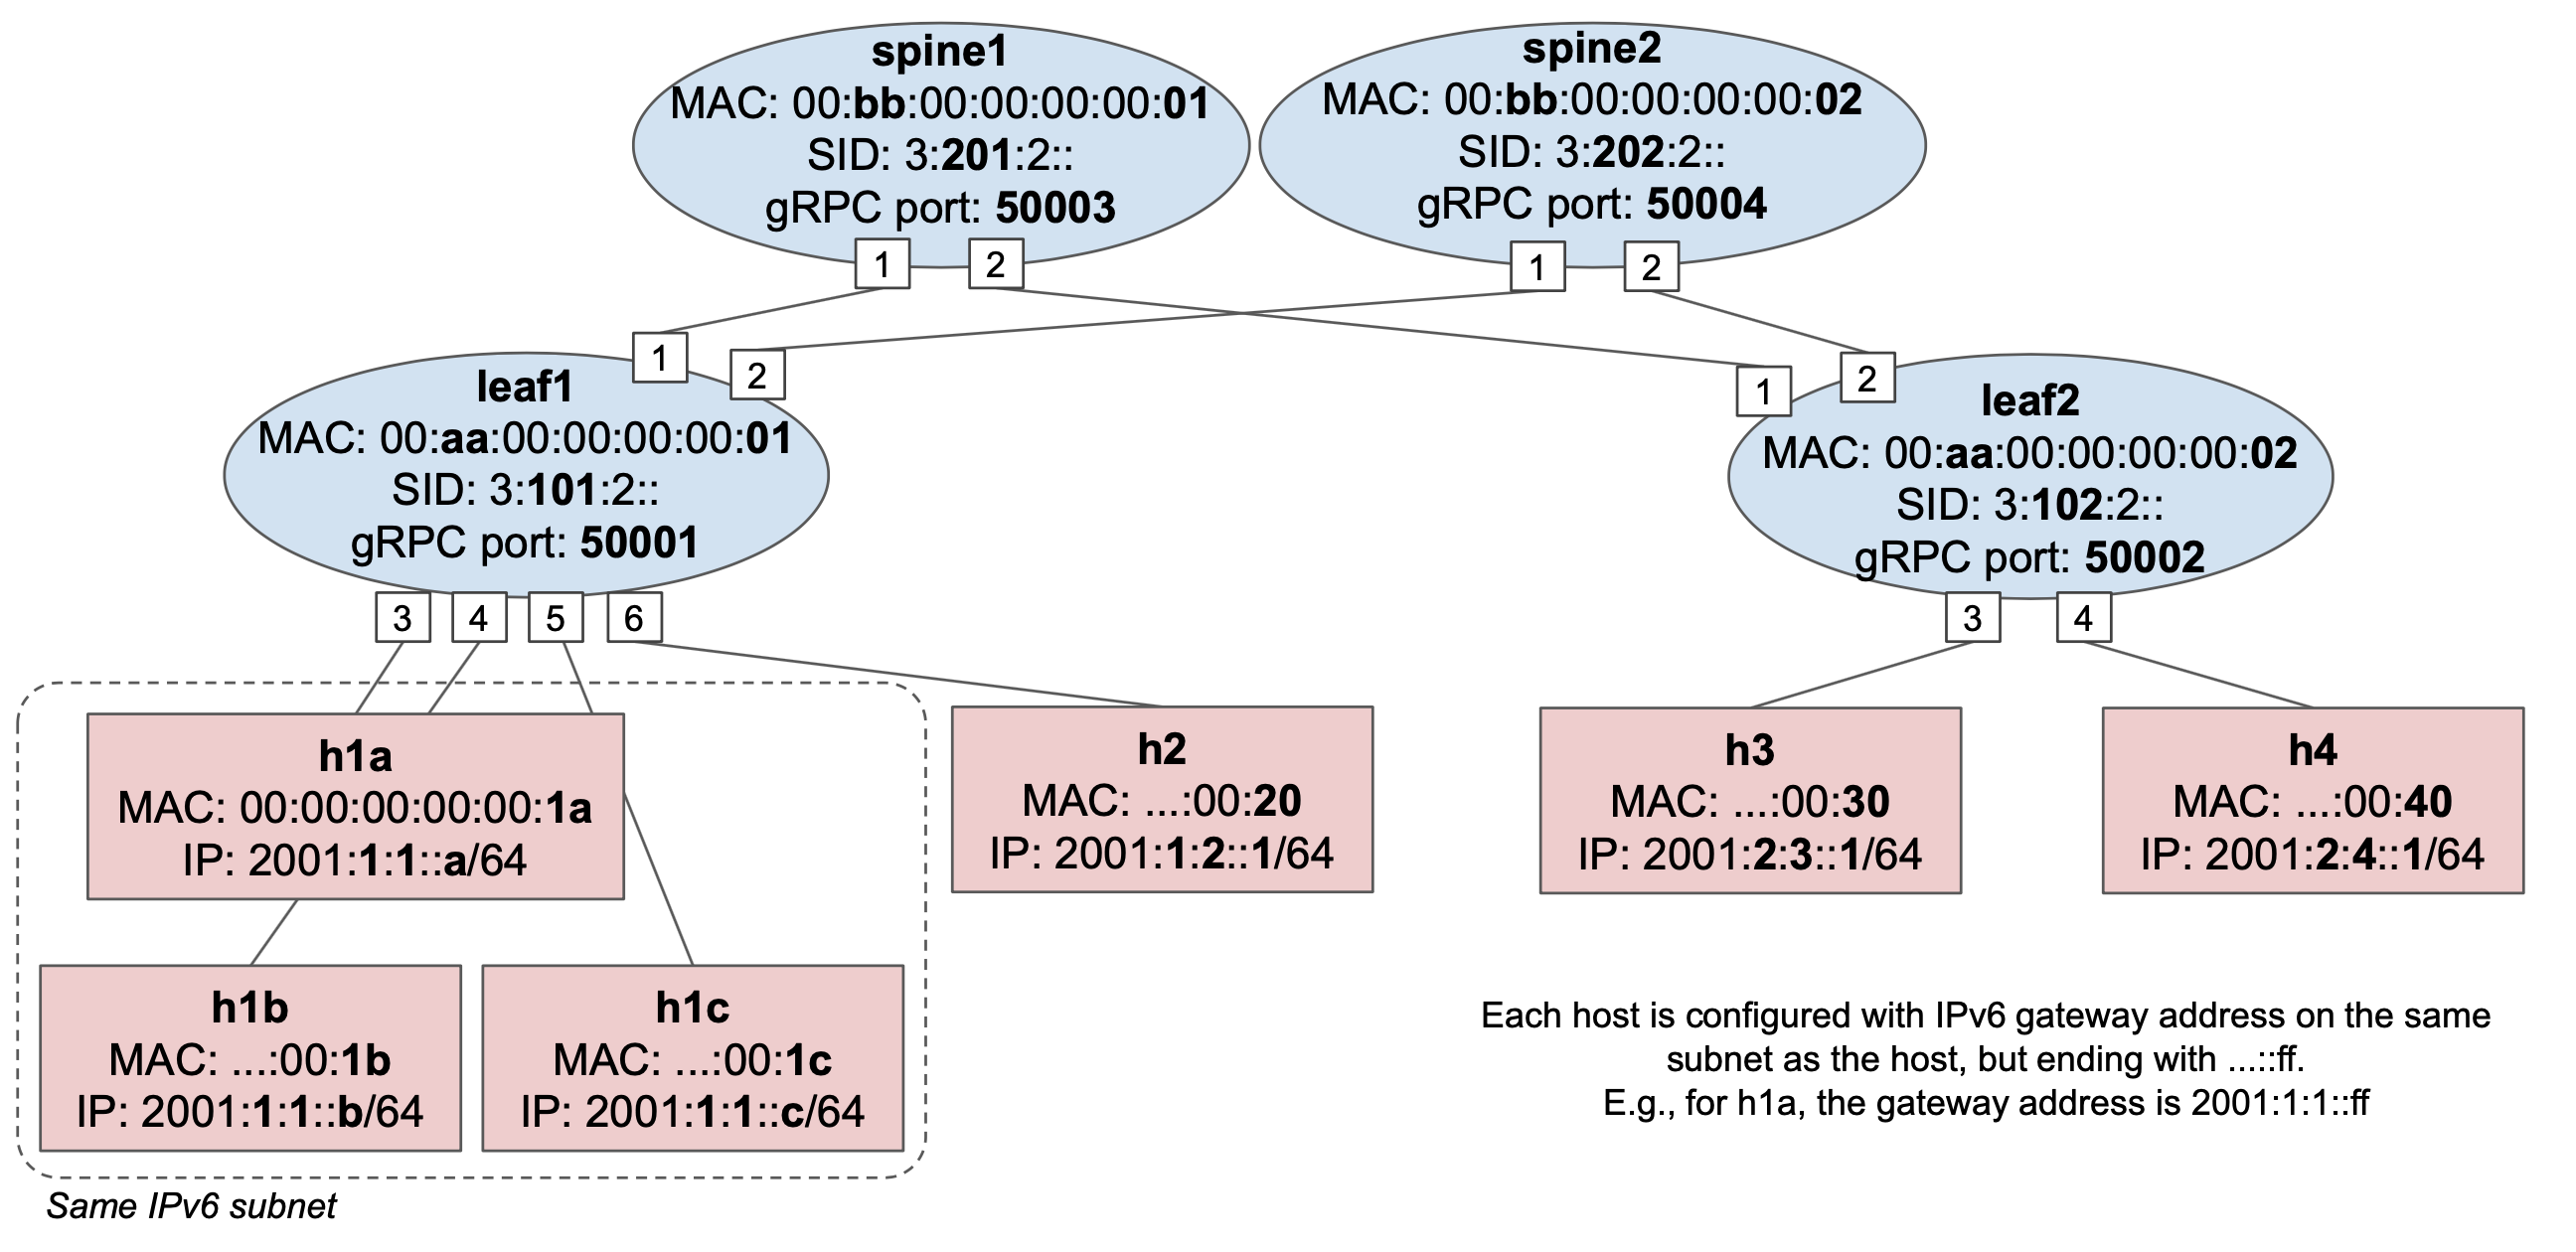 spine1
MAC: 00:bb:00:00:00:00:01
SID: 3:201:2::
gRPC port: 50003
1
2
spine2
MAC: 00:bb:00:00:00:00:02
SID: 3:202:2::
gRPC port: 50004
1
2
1
2
leaf1
MAC: 00:aa:00:00:00:00:01
SID: 3:101:2::
gRPC port: 50001
3
4
5
6
1
2
leaf2
MAC: 00:aa:00:00:00:00:02
SID: 3:102:2::
gRPC port: 50002
3
4
h1a
MAC: 00:00:00:00:00:1a
IP: 2001:1:1::a/64
h2
MAC: ...:00:20
IP: 2001:1:2::1/64
h3
MAC: ...:00:30
IP: 2001:2:3::1/64
h4
MAC: ...:00:40
IP: 2001:2:4::1/64
h1b
MAC: ...:00:1b
IP: 2001:1:1::b/64
h1c
MAC: ...:00:1c
IP: 2001:1:1::c/64
Same IPv6 subnet
Each host is configured with IPv6 gateway address on the same
subnet as the host, but ending with ...::ff.
E.g., for h1a, the gateway address is 2001:1:1::ff